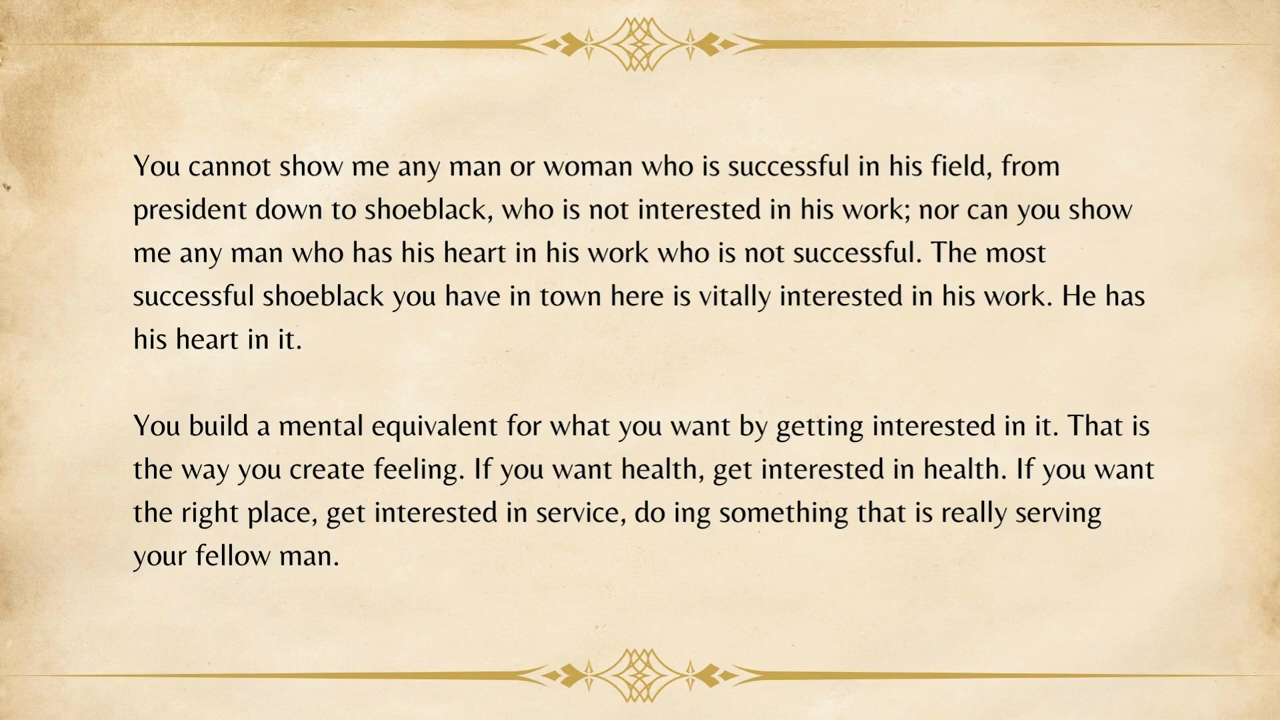 You cannot show me any man or woman who is successful in his field, from
president down to shoeblack, who is not interested in his work; nor can you show
me any man who has his heart in his work who is not successful. The most
successful shoeblack you have in town here is vitally interested in his work. He has
his heart in it.
You build a mental equivalent for what you want by getting interested in it. That is
the way you create feeling. If you want health, get interested in health. If you want
the right place, get interested in service, do ing something that is really serving
your fellow man.